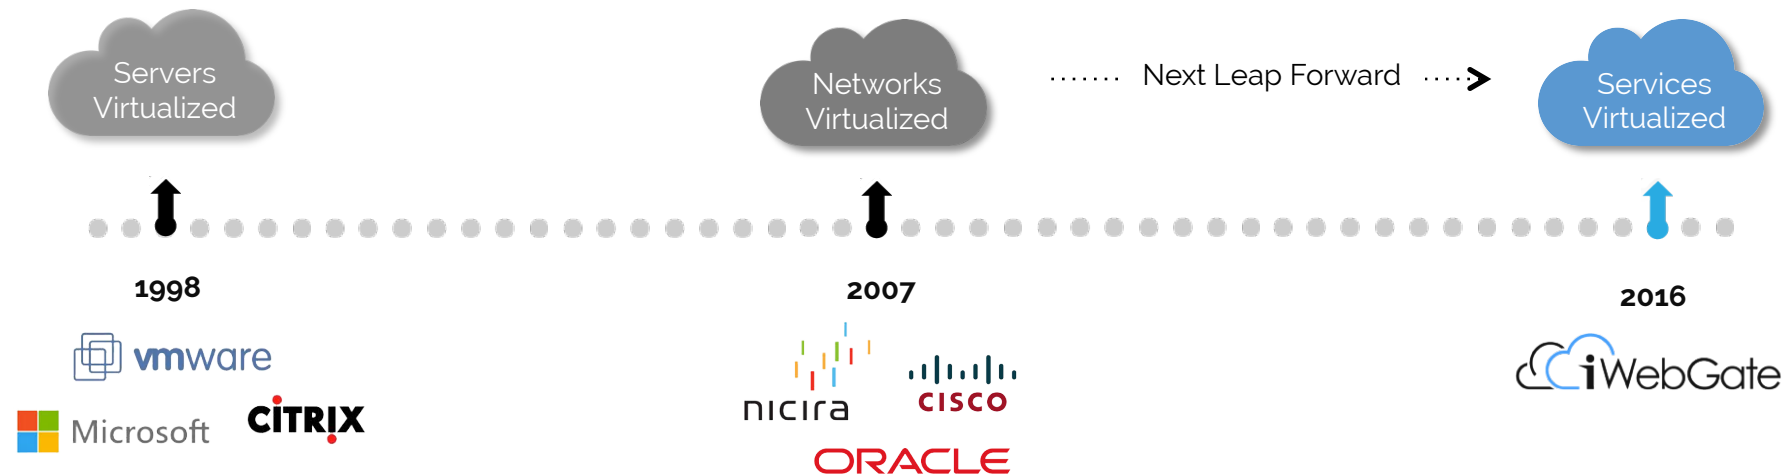 Servers
Virtualized
Networks
Virtualized
Next Leap Forward
Services
Virtualized
1998
2007
2016
vmware
Microsoft
CiTRIX
nicira
CISCO
ORACLE
iWebGate